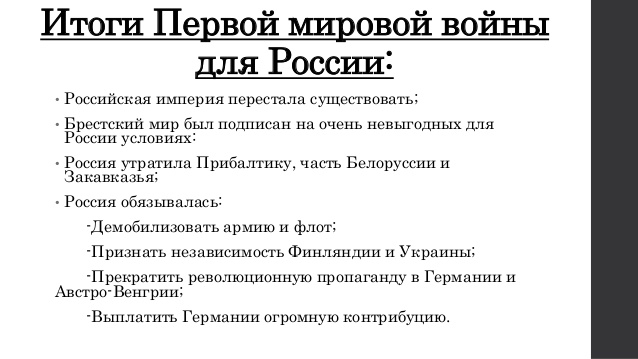 Итоги Первой мировой войны
для России:
• Российская империя перестала существовать;
• Брестский мир был подписан на очень невыгодных для
России условиях:
• Россия утратила Прибалтику, часть Белоруссии и
Закавказья;
• Россия обязывалась:
-Демобилизовать армию и флот;
-Признать независимость Финляндии и Украины;
-Прекратить революционную пропаганду в Германии и
Австро-Венгрии;
-Выплатить Германии огромную контрибуцию.